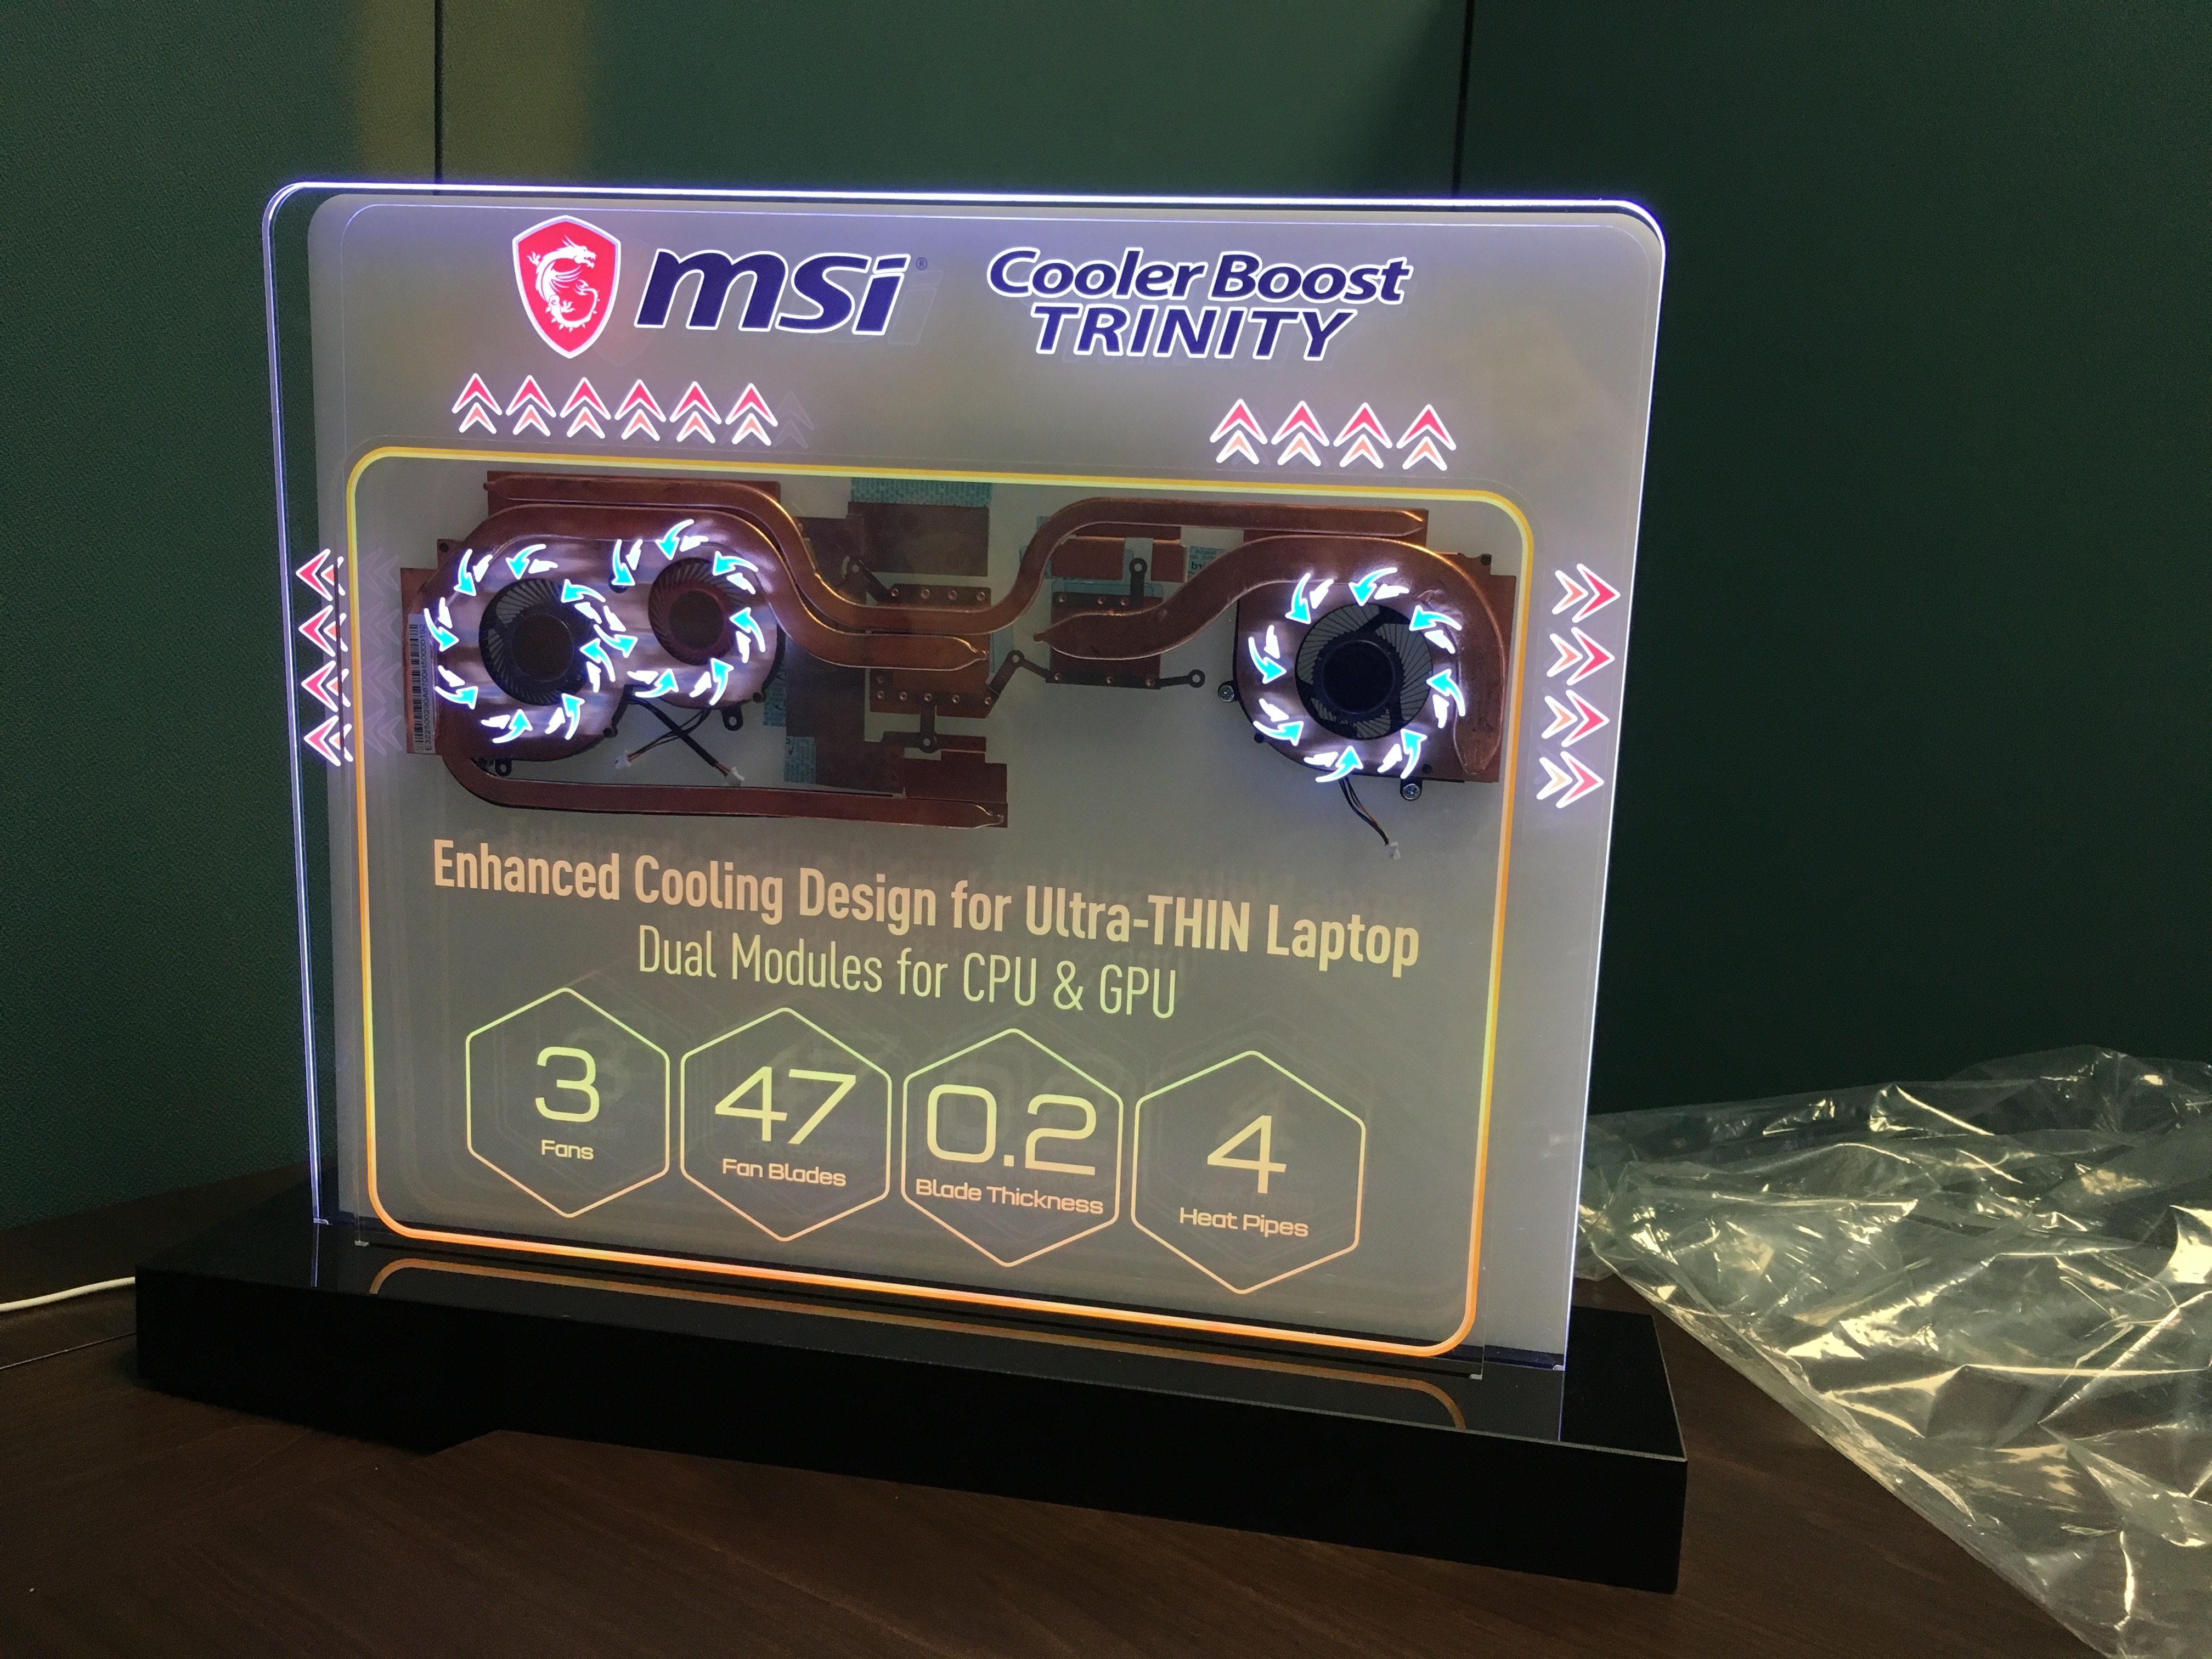 msi®
Cooler Boost
TRINITY
Enhanced Cooling Design for Ultra-THIN Laptop
Dual Modules for CPU & GPU
3
Fans
47
Fan Blades
0.2
Blade Thickness
4
Heat Pipes